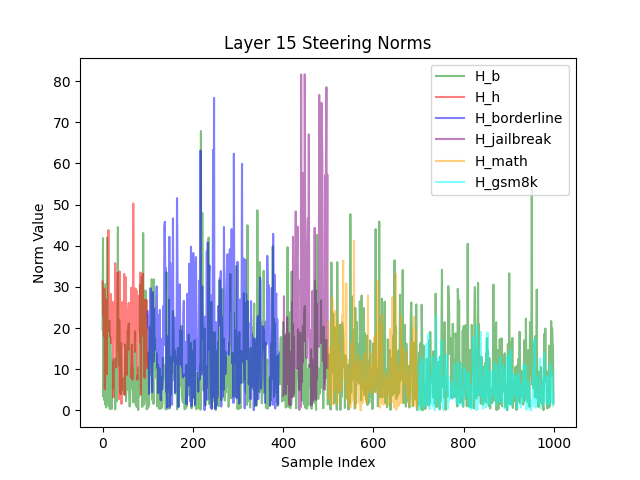 Layer 15 Steering Norms
Norm Value
80
70
60
50
40
30
20
10
0
H_b
H_h
H_borderline
H_jailbreak
H_math
H_gsm8k
0 200 400 600 800 1000
Sample Index